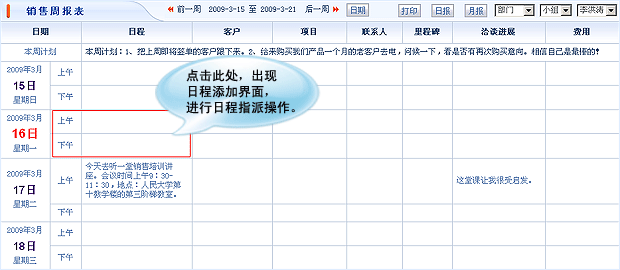 销售周报表 前一周 2009-3-15 至 2009-3-21 后一周 日期 打印 日报 月报 部门 小组 李洪涛
日期 日程 客户 项目 联系人 里程碑 洽谈进展 费用
本周计划 本周计划：1、把上周即将签单的客户跟下来。2、给来购买我们产品一个月的老客户去电，问候一下，看是否有再次购买意向。相信自己是最棒的！
2009年3月
15日
星期日
上午
下午
点击此处，出现
日程添加界面，
进行日程指派操作。
2009年3月
16日
星期一
上午
下午
2009年3月
17日
星期二
上午
今天去听一堂销售培训讲
座。会议时间上午9：30-
11：30，地点：人民大学第
十教学楼的第三阶梯教室。
这堂课让我很受启发。
下午
2009年3月
18日
星期三
上午
下午